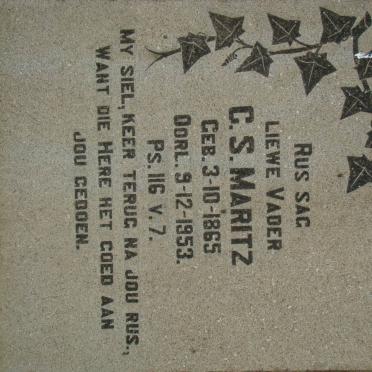 RUS SAG
LIEWE VADER
C. S. MARITZ
GEB. 3-10-1865
OORL. 9-12-1953.
PS. 116 V. 7.
MY SIEL, KEER TERUG NA JOU RUS,
WANT DIE HERE HET GOED AAN
JOU GEDOEN.